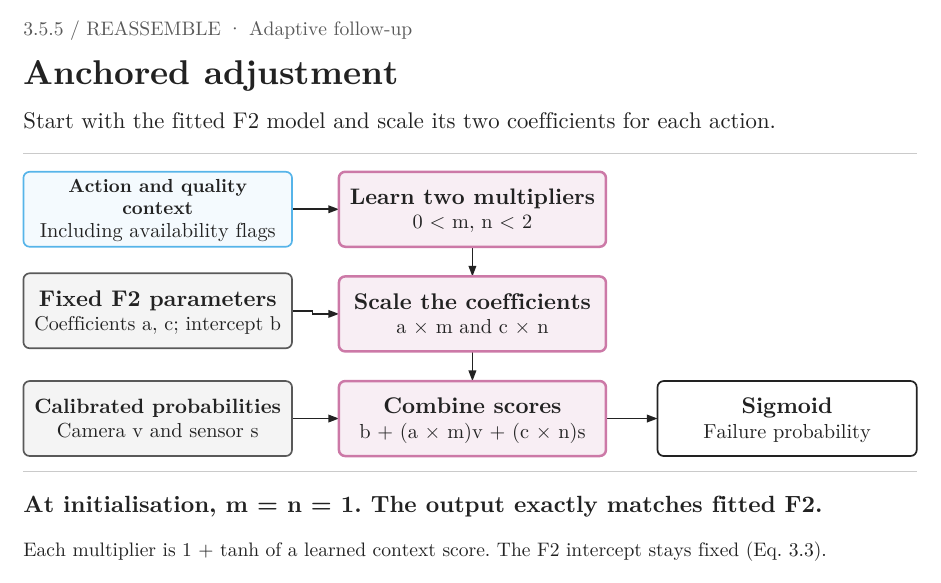 3.5.5 / REASSEMBLE · Adaptive follow-up
Anchored adjustment
Start with the fitted F2 model and scale its two coefficients for each action.
Action and quality
context
Including availability flags
Learn two multipliers
0 < m, n < 2
Fixed F2 parameters
Coefficients a, c; intercept b
Scale the coefficients
a × m and c × n
Calibrated probabilities
Camera v and sensor s
Combine scores
b + (a × m)v + (c × n)s
Sigmoid
Failure probability
At initialisation, m = n = 1. The output exactly matches fitted F2.
Each multiplier is 1 + tanh of a learned context score. The F2 intercept stays fixed (Eq. 3.3).